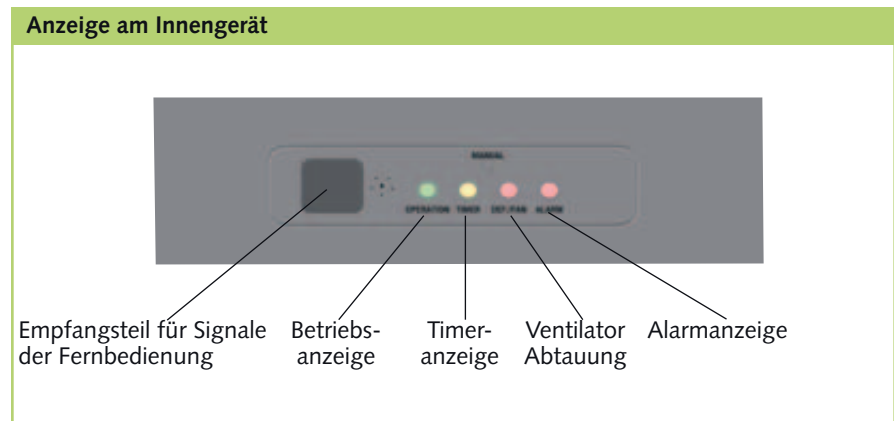 Anzeige am Innengerät
MANUAL
OPERATION TIMER DEF./FAN ALARM
Empfangsteil für Signale
der Fernbedienung
Betriebs-
anzeige
Timer-
anzeige
Ventilator
Abtauung
Alarmanzeige